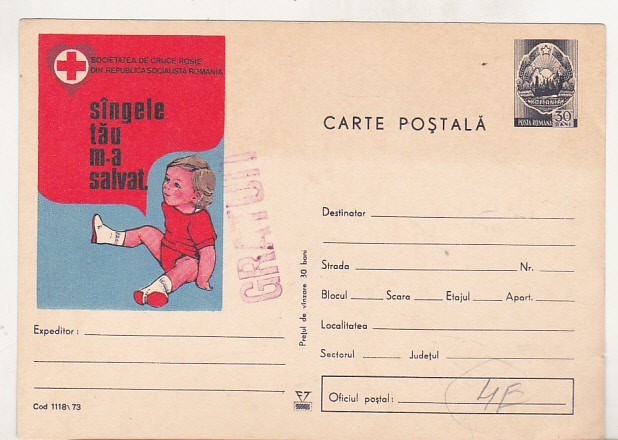 SOCIETATEA DE CRUCE ROSIE
DIN REPUBLICA SOCIALISTA ROMANIA
sîngele
tău
m-a
salvat.
GRATUIT
ROMANIA
POSTA ROMANA 30 BANI
CARTE POŞTALĂ
Destinatar
Strada Nr.
Blocul Scara Etajul Apart.
Localitatea
Sectorul Judeţul
Oficiul poştal:
Preţul de vînzare 30 bani
Expeditor :
Cod 1118\73